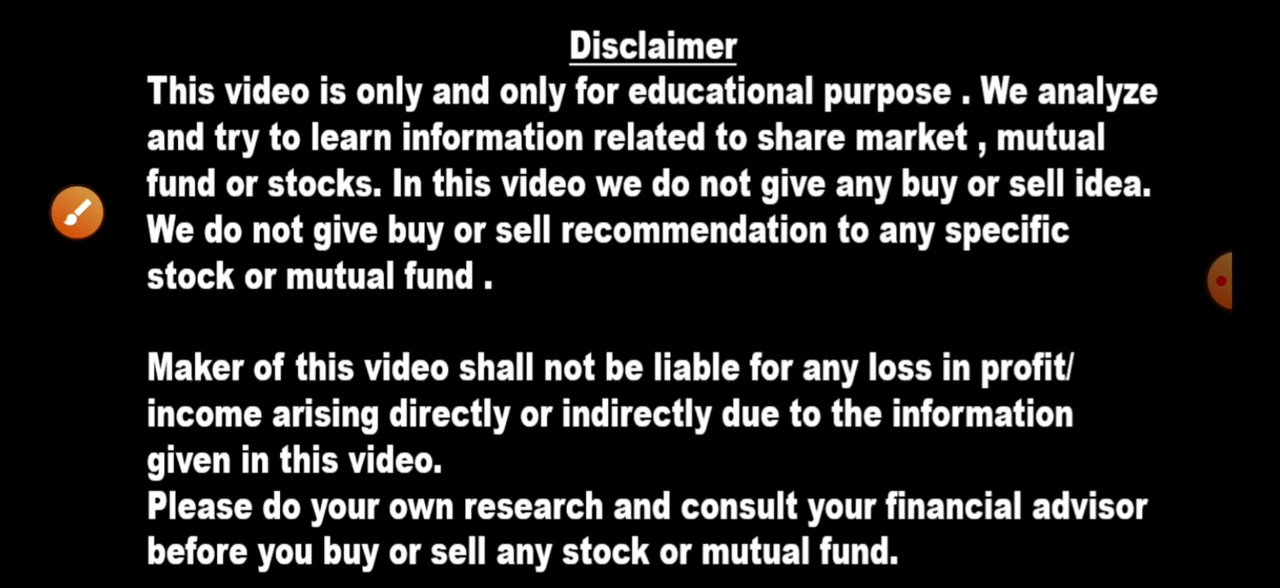 Disclaimer
This video is only and only for educational purpose . We analyze
and try to learn information related to share market , mutual
fund or stocks. In this video we do not give any buy or sell idea.
We do not give buy or sell recommendation to any specific
stock or mutual fund .
Maker of this video shall not be liable for any loss in profit/
income arising directly or indirectly due to the information
given in this video.
Please do your own research and consult your financial advisor
before you buy or sell any stock or mutual fund.